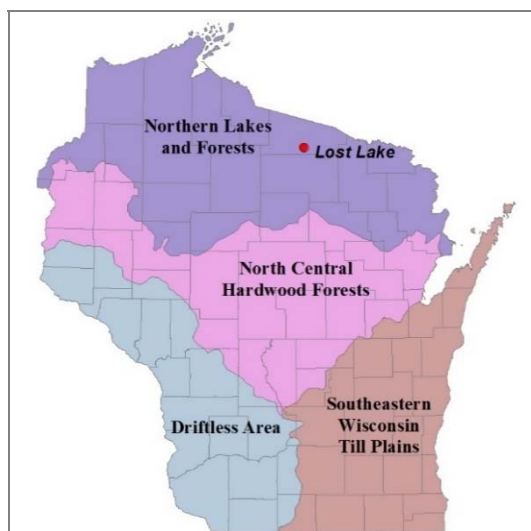 Northern Lakes
and Forests
Lost Lake
North Central
Hardwood Forests
Driftless Area
Southeastern
Wisconsin
Till Plains